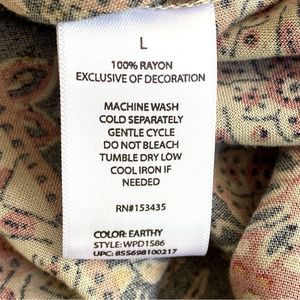 L
100% RAYON
EXCLUSIVE OF DECORATION
MACHINE WASH
COLD SEPARATELY
GENTLE CYCLE
DO NOT BLEACH
TUMBLE DRY LOW
COOL IRON IF
NEEDED
RN#153435
COLOR: EARTHY
STYLE: WPD1586
UPC: 855698100217